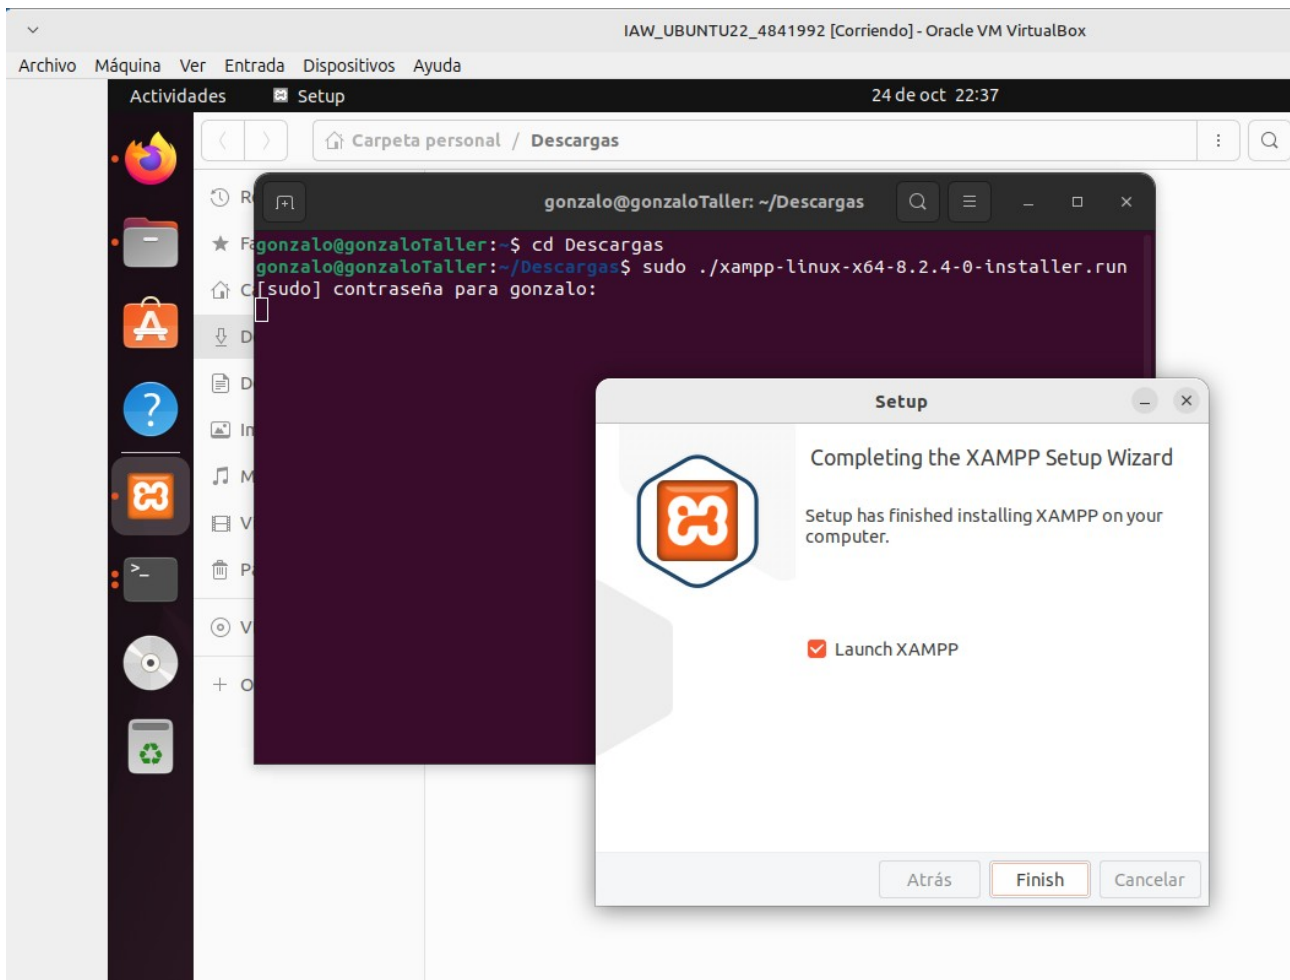 IAW_UBUNTU22_4841992 [Corriendo] - Oracle VM VirtualBox
Archivo Máquina Ver Entrada Dispositivos Ayuda
Actividades Setup 24 de oct 22:37
Carpeta personal / Descargas
gonzalo@gonzaloTaller: ~/Descargas
gonzalo@gonzaloTaller:~$ cd Descargas
gonzalo@gonzaloTaller:~/Descargas$ sudo ./xampp-linux-x64-8.2.4-0-installer.run
[sudo] contraseña para gonzalo:
Setup
Completing the XAMPP Setup Wizard
Setup has finished installing XAMPP on your
computer.
Launch XAMPP
Atrás Finish Cancelar